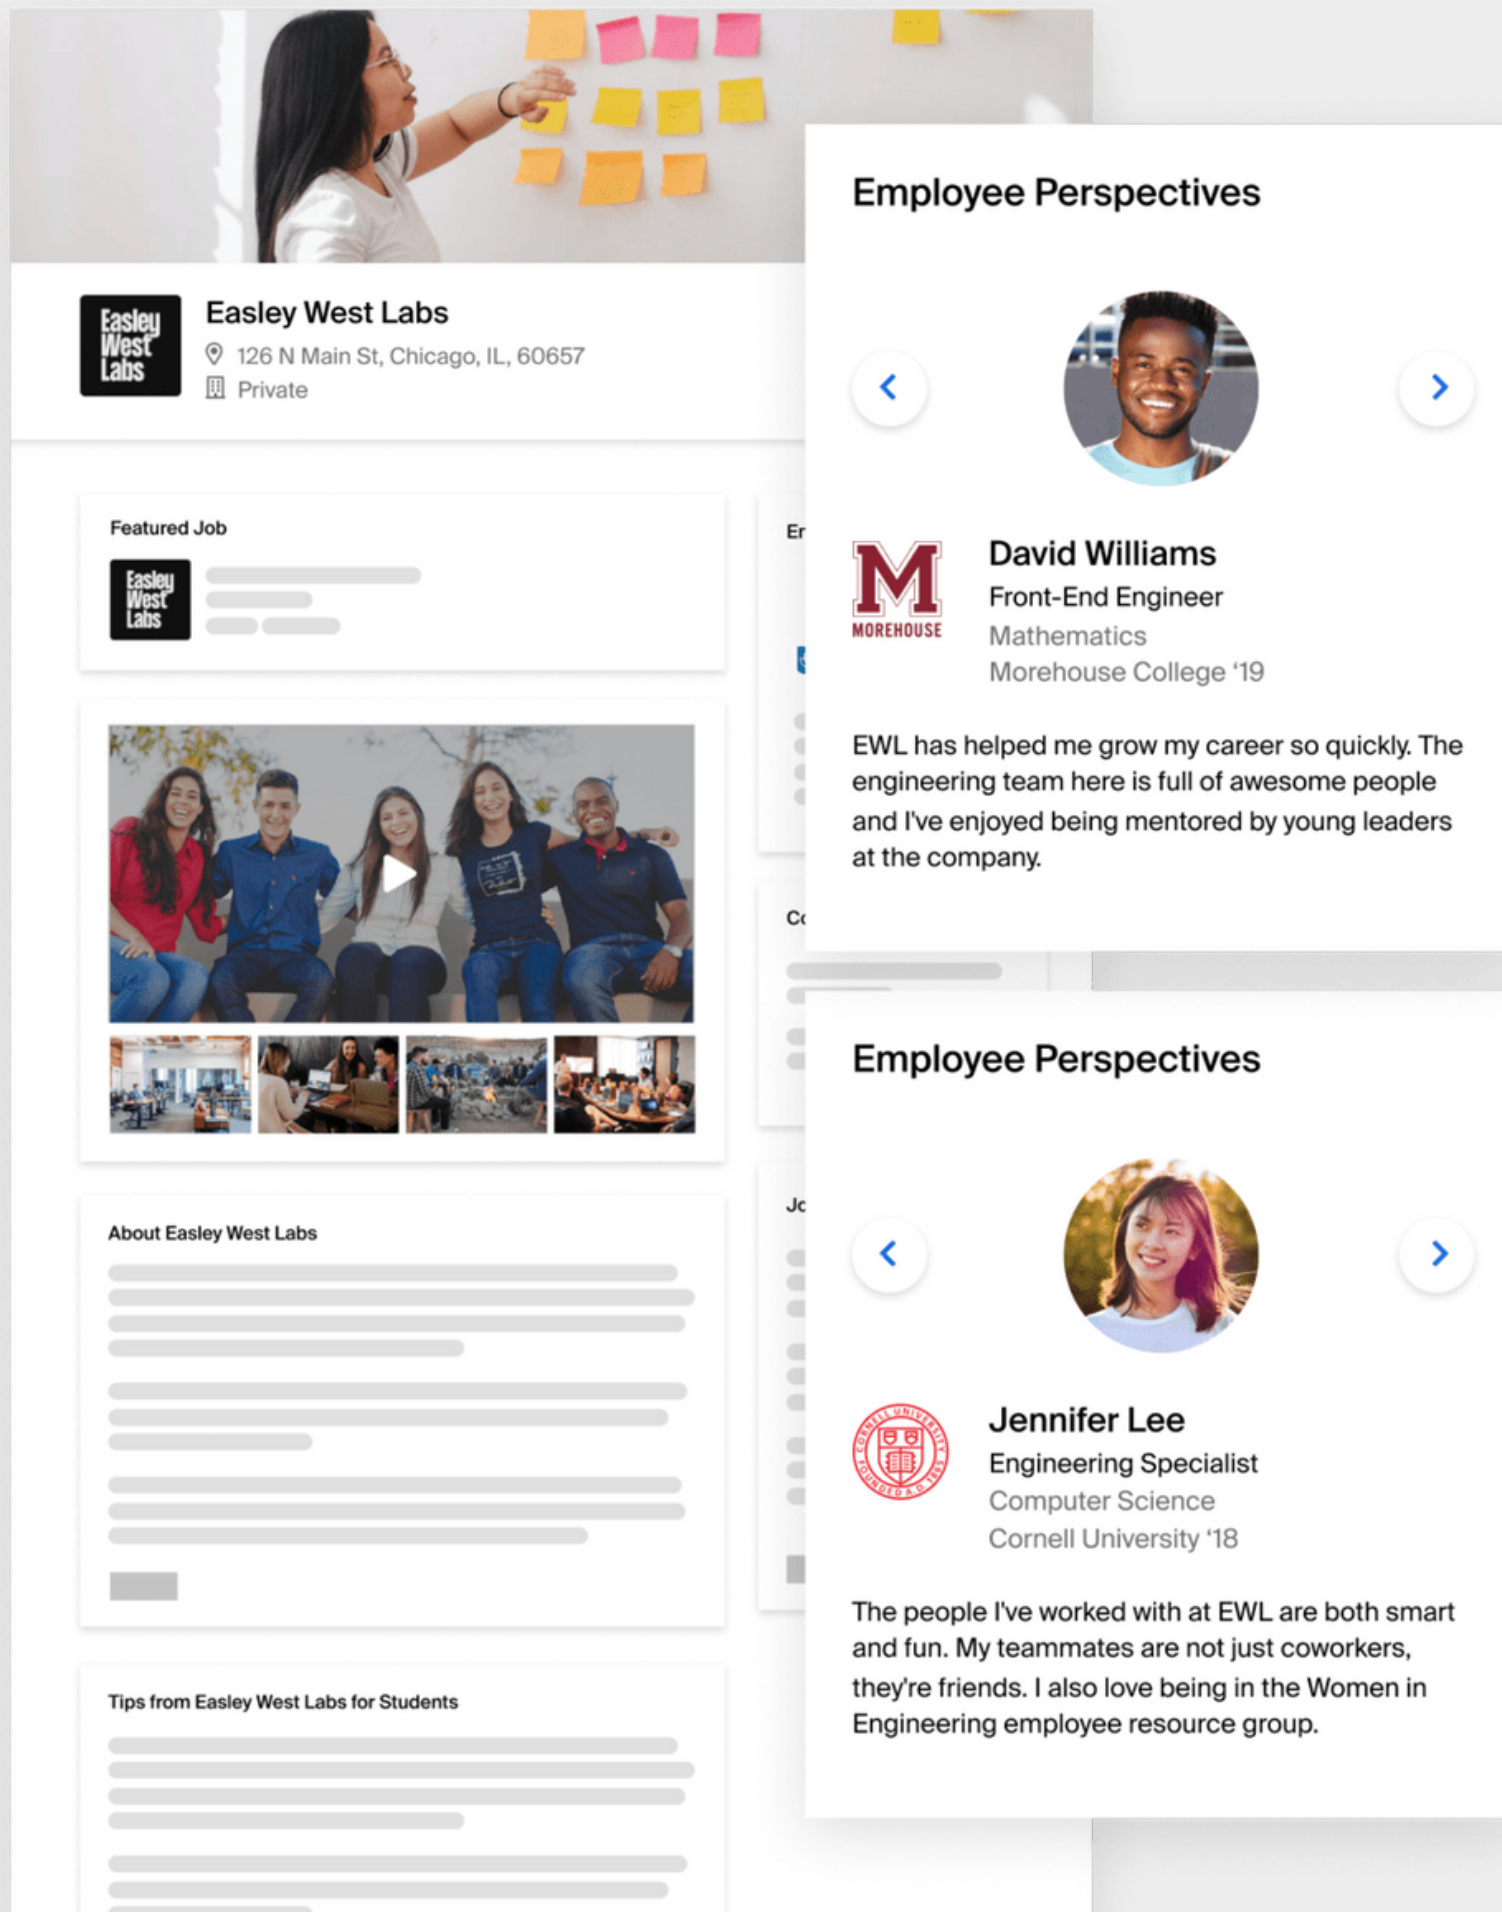 Easley
West
Labs
Easley West Labs
126 N Main St, Chicago, IL, 60657
Private
Featured Job
Easley
West
Labs
About Easley West Labs
Tips from Easley West Labs for Students
Employee Perspectives
M
MOREHOUSE
David Williams
Front-End Engineer
Mathematics
Morehouse College ‘19
EWL has helped me grow my career so quickly. The
engineering team here is full of awesome people
and I've enjoyed being mentored by young leaders
at the company.
Employee Perspectives
CORNELL UNIVERSITY
FOUNDED A.D. 1865
Jennifer Lee
Engineering Specialist
Computer Science
Cornell University ‘18
The people I've worked with at EWL are both smart
and fun. My teammates are not just coworkers,
they're friends. I also love being in the Women in
Engineering employee resource group.